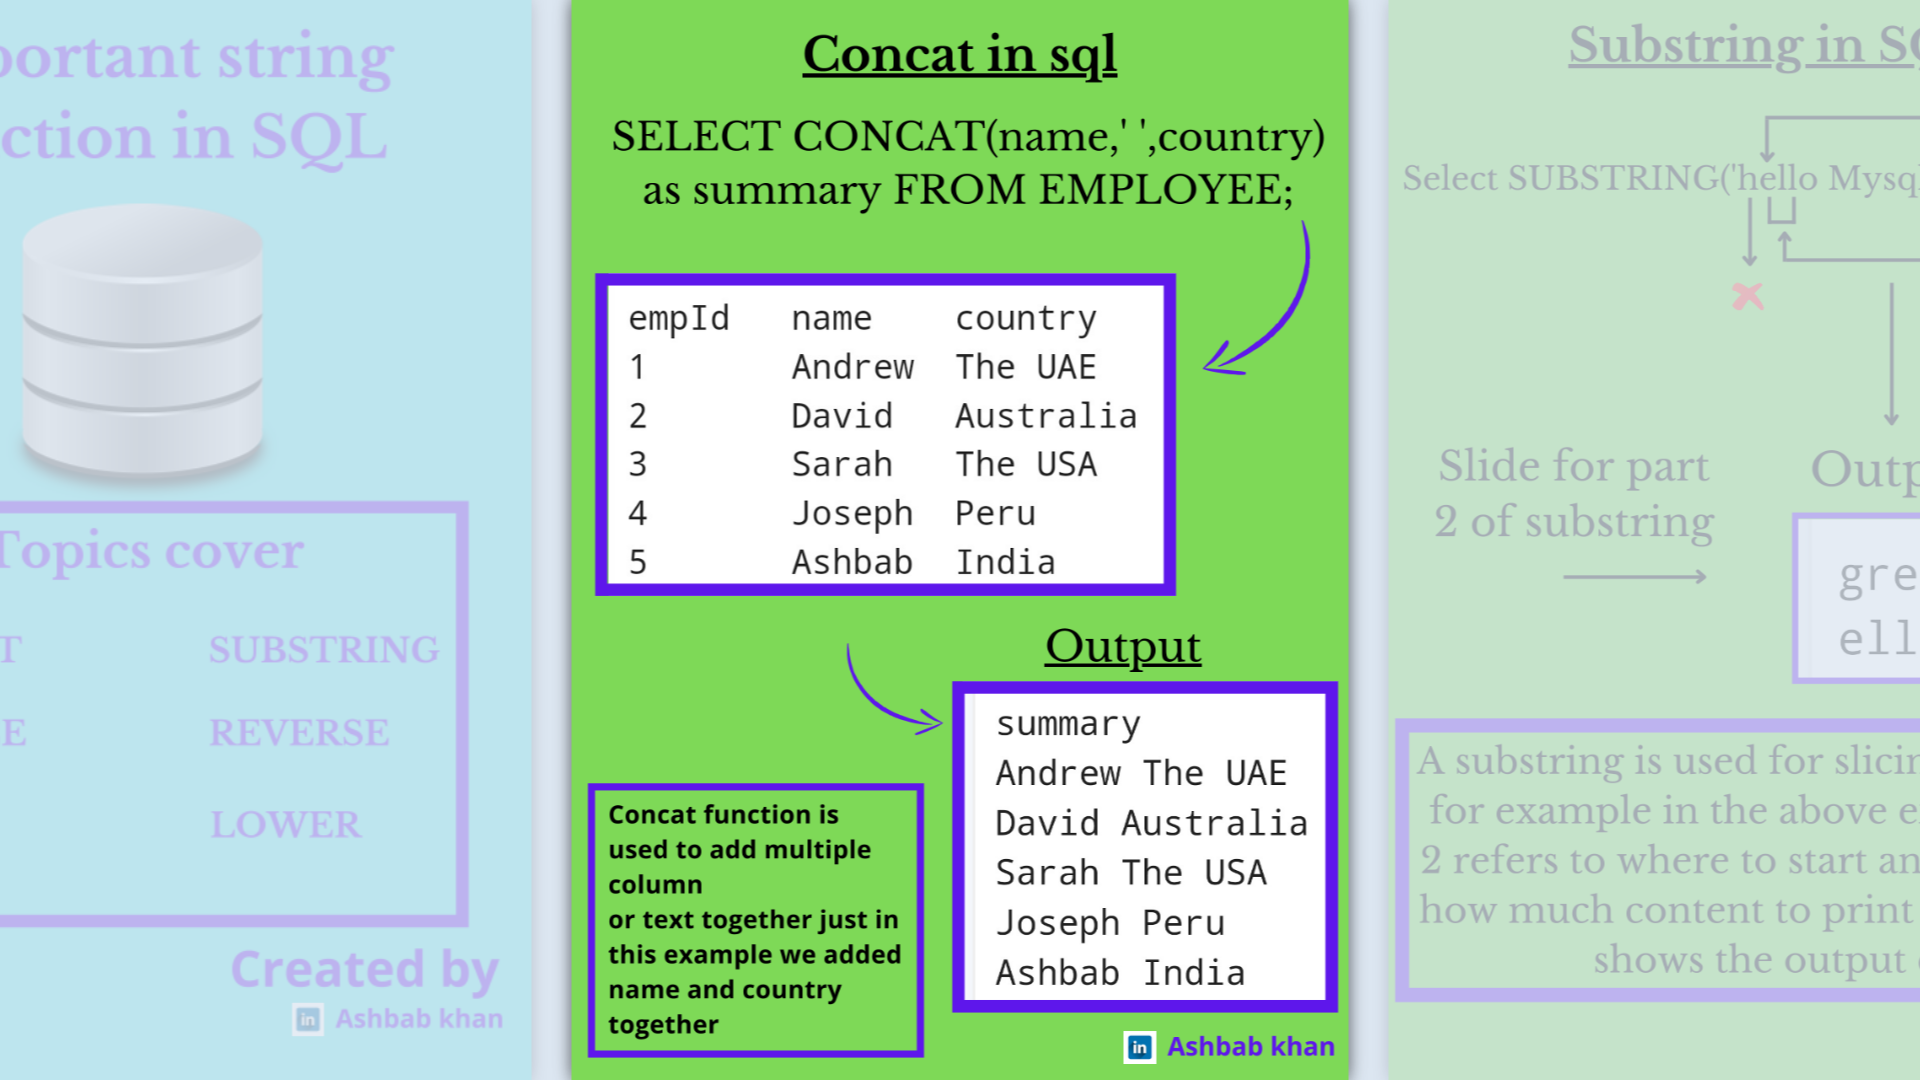 portant string
ction in SQL
Topics cover
T SUBSTRING
E REVERSE
LOWER
Created by
in Ashbab khan
Concat in sql
SELECT CONCAT(name,' ',country)
as summary FROM EMPLOYEE;
empId name country
1 Andrew The UAE
2 David Australia
3 Sarah The USA
4 Joseph Peru
5 Ashbab India
Output
summary
Andrew The UAE
David Australia
Sarah The USA
Joseph Peru
Ashbab India
Concat function is
used to add multiple
column
or text together just in
this example we added
name and country
together
in Ashbab khan
Substring in S
Select SUBSTRING('hello Mysq
Slide for part
2 of substring
Outp
gre
ell
A substring is used for slicin
for example in the above e
2 refers to where to start an
how much content to print
shows the output